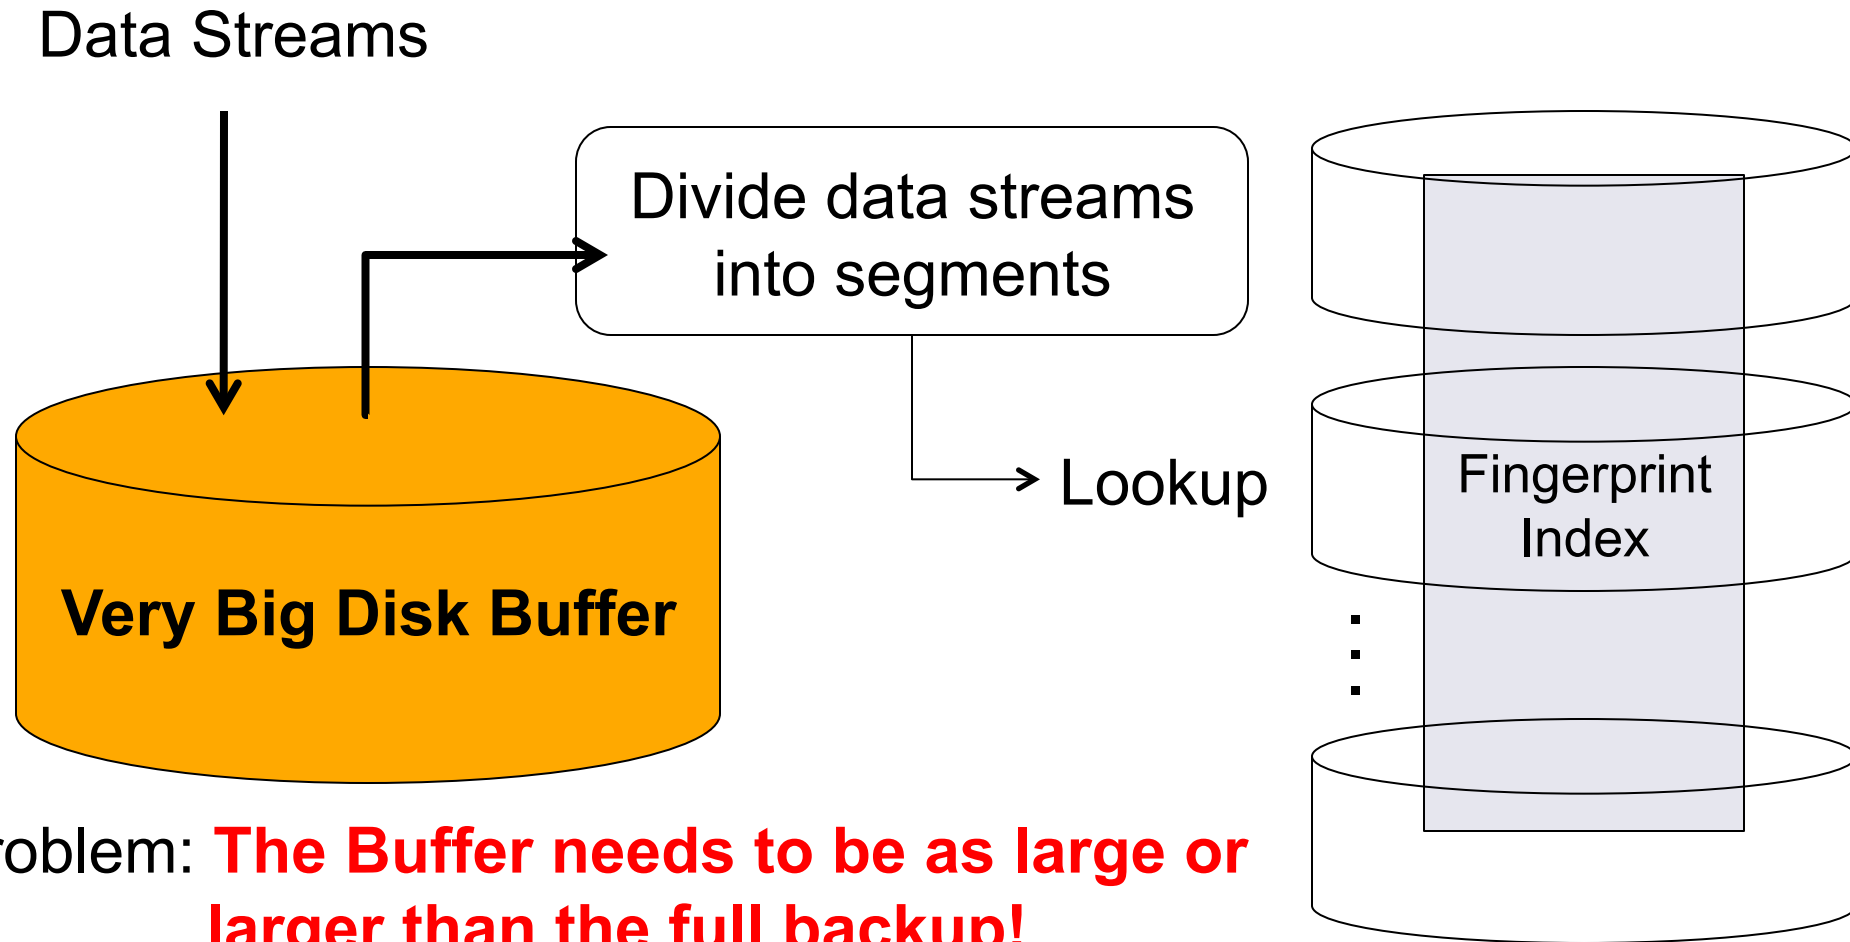 Data Streams
Divide data streams
into segments
Lookup
Fingerprint
Index
Very Big Disk Buffer
roblem: The Buffer needs to be as large or
larger than the full backup!